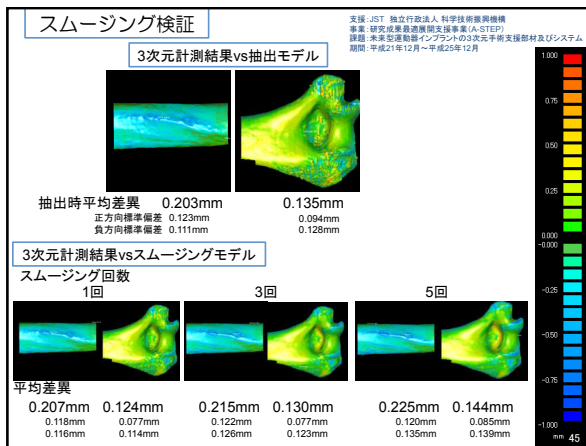 スムージング検証
支援:JST 独立行政法人 科学技術振興機構
事業:研究成果最適展開支援事業(A-STEP)
課題:未来型運動器インプラントの3次元手術支援部材及びシステム
期間:平成21年12月～平成25年12月
3次元計測結果vs抽出モデル
抽出時平均差異 0.203mm 0.135mm
正方向標準偏差 0.123mm 0.094mm
負方向標準偏差 0.111mm 0.128mm
3次元計測結果vsスムージングモデル
スムージング回数
1回 3回 5回
平均差異
0.207mm 0.124mm 0.215mm 0.130mm 0.225mm 0.144mm
0.118mm 0.077mm 0.122mm 0.077mm 0.120mm 0.085mm
0.116mm 0.114mm 0.126mm 0.123mm 0.135mm 0.139mm
1.000
0.75
0.50
0.25
0.000
-0.000
-0.25
-0.50
-0.75
-1.000
mm 45